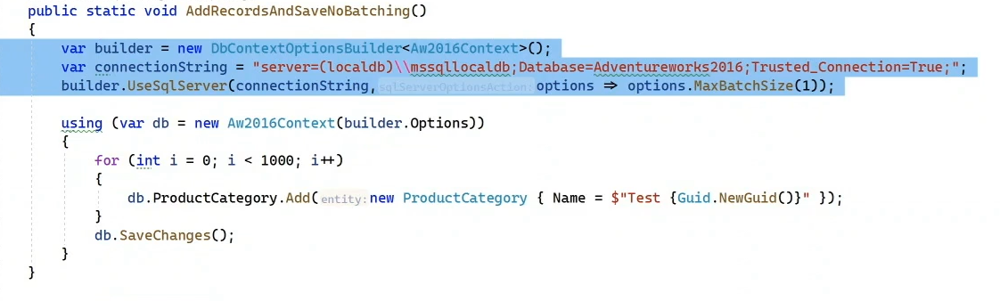 public static void AddRecordsAndSaveNoBatching()
{
var builder = new DbContextOptionsBuilder<Aw2016Context>();
var connectionString = "server=(localdb)\\mssqllocaldb;Database=Adventureworks2016;Trusted_Connection=True;";
builder.UseSqlServer(connectionString, sqlServerOptionsAction: options => options.MaxBatchSize(1));
using (var db = new Aw2016Context(builder.Options))
{
for (int i = 0; i < 1000; i++)
{
db.ProductCategory.Add( entity: new ProductCategory { Name = $"Test {Guid.NewGuid()}" });
}
db.SaveChanges();
}
}